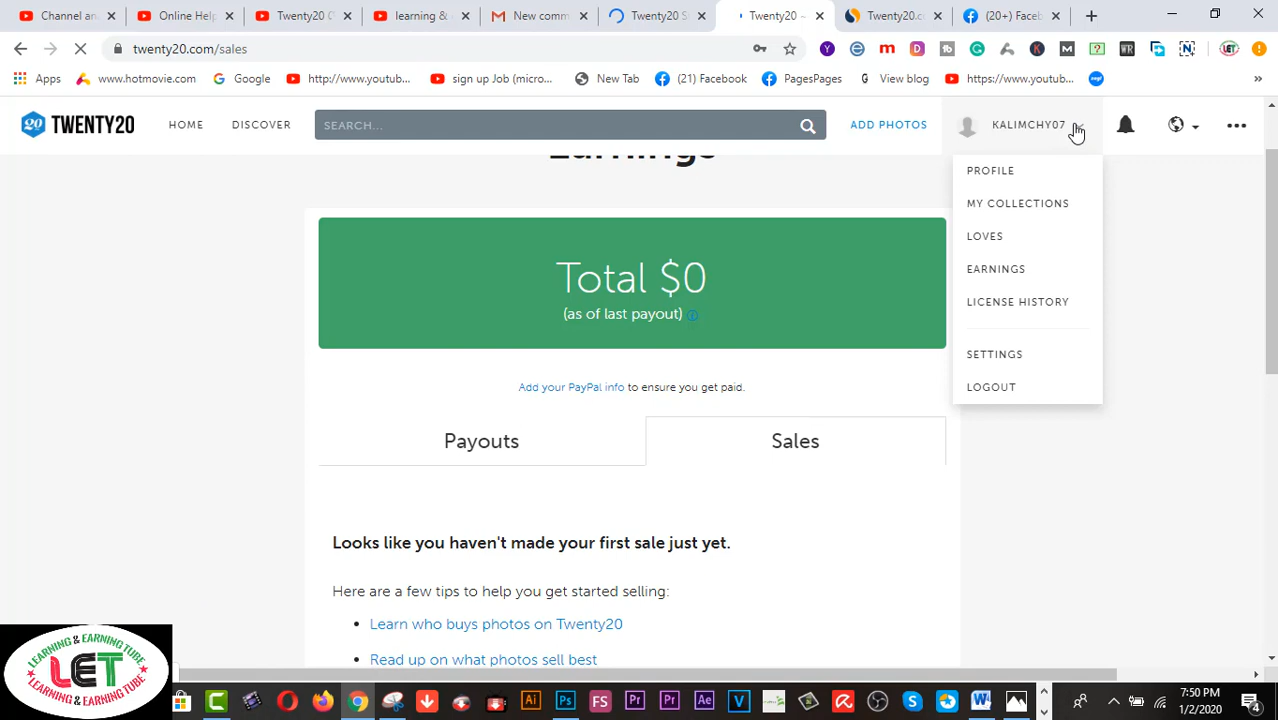 Channel an
Online Help
Twenty20 C
learning &
New comm
Twenty20 S
Twenty20 ~
Twenty20.c
(20+) Faceb
twenty20.com/sales
Apps
www.hotmovie.com
Google
http://www.youtub...
sign up Job (micro...
New Tab
(21) Facebook
PagesPages
View blog
https://www.youtub...
20 TWENTY20
HOME
DISCOVER
SEARCH...
ADD PHOTOS
KALIMCHY07
Earnings
PROFILE
MY COLLECTIONS
LOVES
EARNINGS
LICENSE HISTORY
SETTINGS
LOGOUT
Total $0
(as of last payout)
Add your PayPal info to ensure you get paid.
Payouts
Sales
Looks like you haven't made your first sale just yet.
Here are a few tips to help you get started selling:
• Learn who buys photos on Twenty20
• Read up on what photos sell best
LEARNING & EARNING TUBE
LET
LEARNING & EARNING TUBE
7:50 PM
1/2/2020